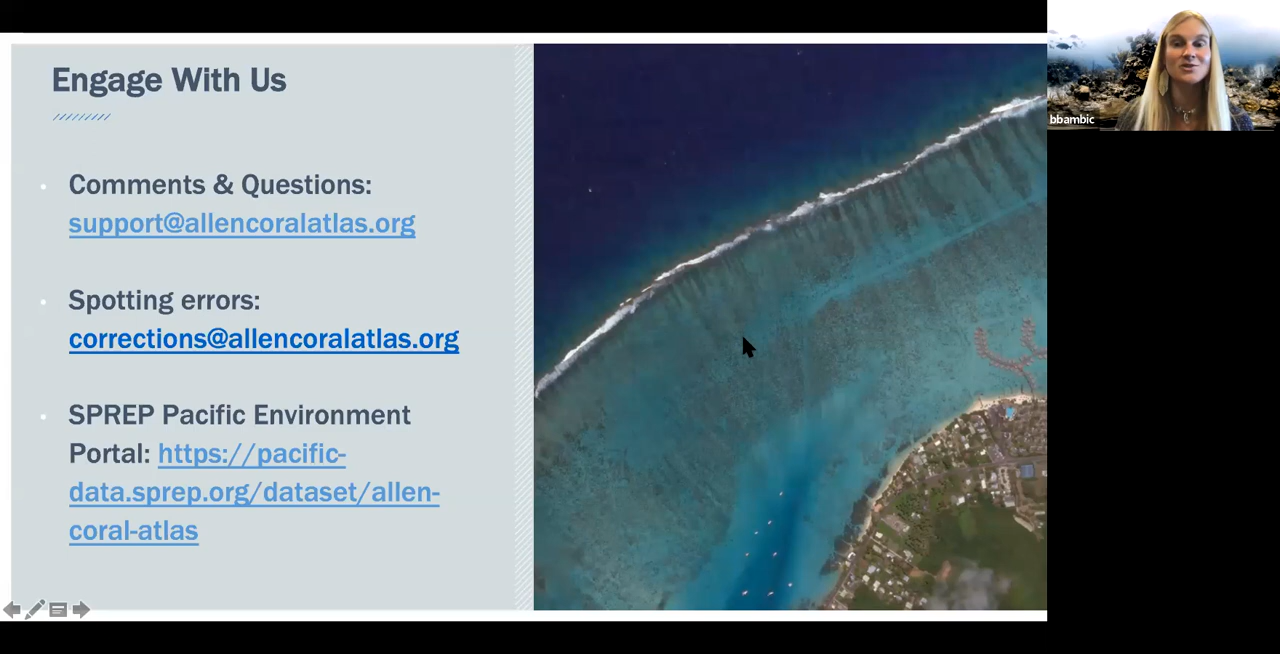 Engage With Us
Comments & Questions:
support@allencoralatlas.org
Spotting errors:
corrections@allencoralatlas.org
SPREP Pacific Environment
Portal: https://pacific-
data.sprep.org/dataset/allen-
coral-atlas
bbambic